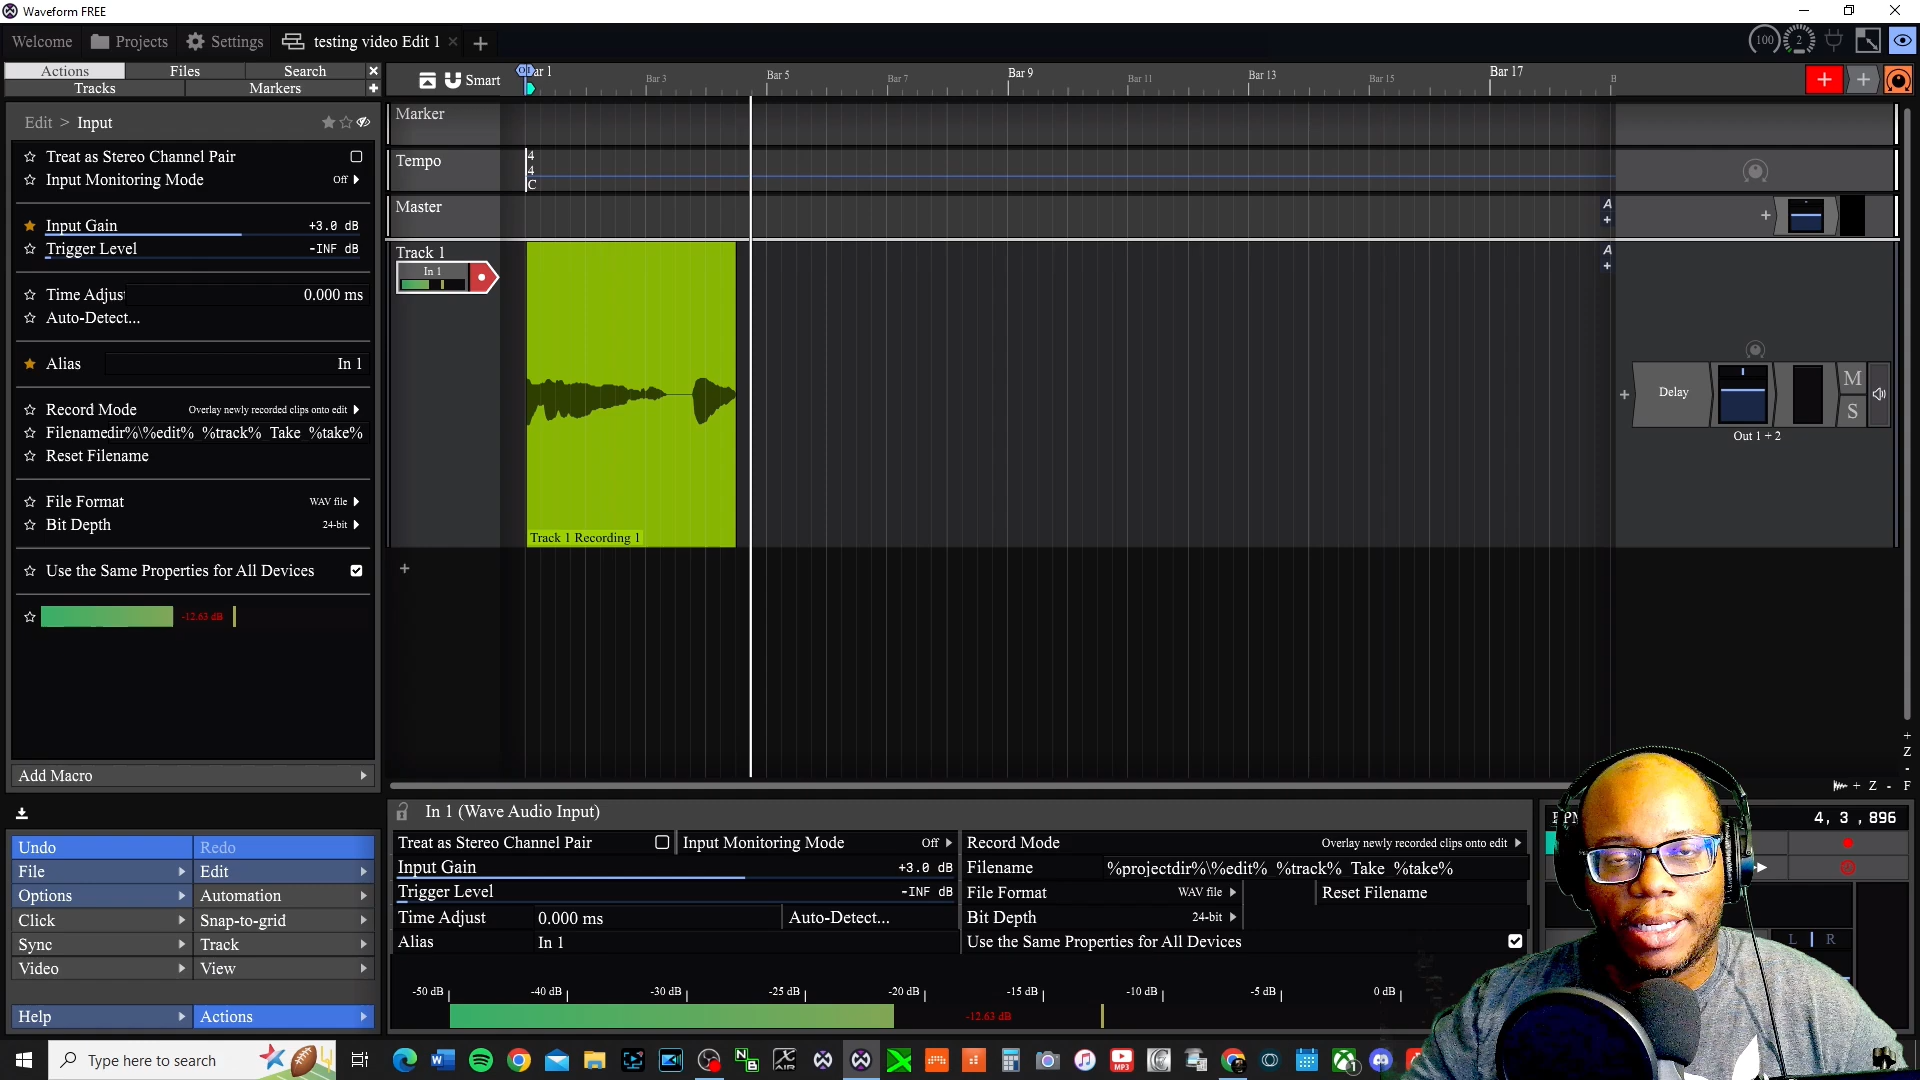 Waveform FREE
Welcome Projects Settings testing video Edit 1
100 2
Actions Files Search
Tracks Markers
Smart
Bar 1 Bar 3 Bar 5 Bar 7 Bar 9 Bar 11 Bar 13 Bar 15 Bar 17 B
Edit > Input
Treat as Stereo Channel Pair
Input Monitoring Mode Off
Input Gain +3.0 dB
Trigger Level -INF dB
Time Adjust 0.000 ms
Auto-Detect...
Alias In 1
Record Mode Overlay newly recorded clips onto edit
Filename dir%\%edit%_%track%_Take_%take%
Reset Filename
File Format WAV file
Bit Depth 24-bit
Use the Same Properties for All Devices
-12.63 dB
Add Macro
Undo Redo
File Edit
Options Automation
Click Snap-to-grid
Sync Track
Video View
Help Actions
Marker
Tempo
4
4
C
Master
A
+
Track 1
In 1
A
+
Track 1 Recording 1
Delay
M
S
Out 1 + 2
+
Z
-
+ Z - F
In 1 (Wave Audio Input)
Treat as Stereo Channel Pair Input Monitoring Mode Off
Input Gain +3.0 dB
Trigger Level -INF dB
Time Adjust 0.000 ms Auto-Detect...
Alias In 1
Record Mode Overlay newly recorded clips onto edit
Filename %projectdir%\%edit%_%track%_Take_%take%
File Format WAV file Reset Filename
Bit Depth 24-bit
Use the Same Properties for All Devices
-50 dB -40 dB -30 dB -25 dB -20 dB -15 dB -10 dB -5 dB 0 dB
-12.63 dB
4, 3 , 896
L R
Type here to search